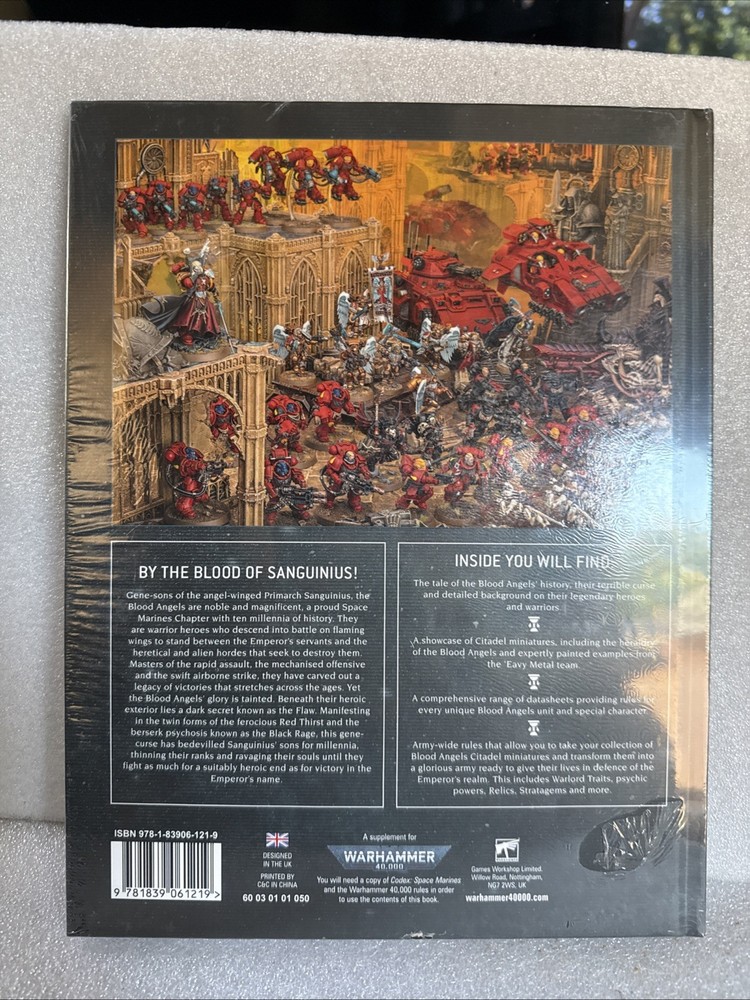 BY THE BLOOD OF SANGUINIUS!
Gene-sons of the angel-winged Primarch Sanguinius, the
Blood Angels are noble and magnificent, a proud Space
Marines Chapter with ten millennia of history. They
are warrior heroes who descend into battle on flaming
wings to stand between the Emperor's servants and the
heretical and alien hordes that seek to destroy them.
Masters of the rapid assault, the mechanised offensive
and the swift airborne strike, they have carved out a
legacy of victories that stretches across the ages. Yet
the Blood Angels' glory is tainted. Beneath their heroic
exterior lies a dark secret known as the Flaw. Manifesting
in the twin forms of the ferocious Red Thirst and the
berserk psychosis known as the Black Rage, this gene-
curse has bedevilled Sanguinius' sons for millennia,
thinning their ranks and ravaging their souls until they
fight as much for a suitably heroic end as for victory in the
Emperor's name.
INSIDE YOU WILL FIND
The tale of the Blood Angels' history, their terrible curse
and detailed background on their legendary heroes
and warriors.
A showcase of Citadel miniatures, including the heraldry
of the Blood Angels and expertly painted examples from
the 'Eavy Metal team.
A comprehensive range of datasheets providing rules for
every unique Blood Angels unit and special character.
Army-wide rules that allow you to take your collection of
Blood Angels Citadel miniatures and transform them into
a glorious army ready to give their lives in defence of the
Emperor's realm. This includes Warlord Traits, psychic
powers, Relics, Stratagems and more.
ISBN 978-1-83906-121-9
9 781839 061219 >
DESIGNED
IN THE UK
PRINTED BY
C&C IN CHINA
60 03 01 01 050
A supplement for
WARHAMMER
40,000
You will need a copy of Codex: Space Marines
and the Warhammer 40,000 rules in order
to use the contents of this book.
WARHAMMER
Games Workshop Limited.
Willow Road, Nottingham,
NG7 2WS, UK
warhammer40000.com